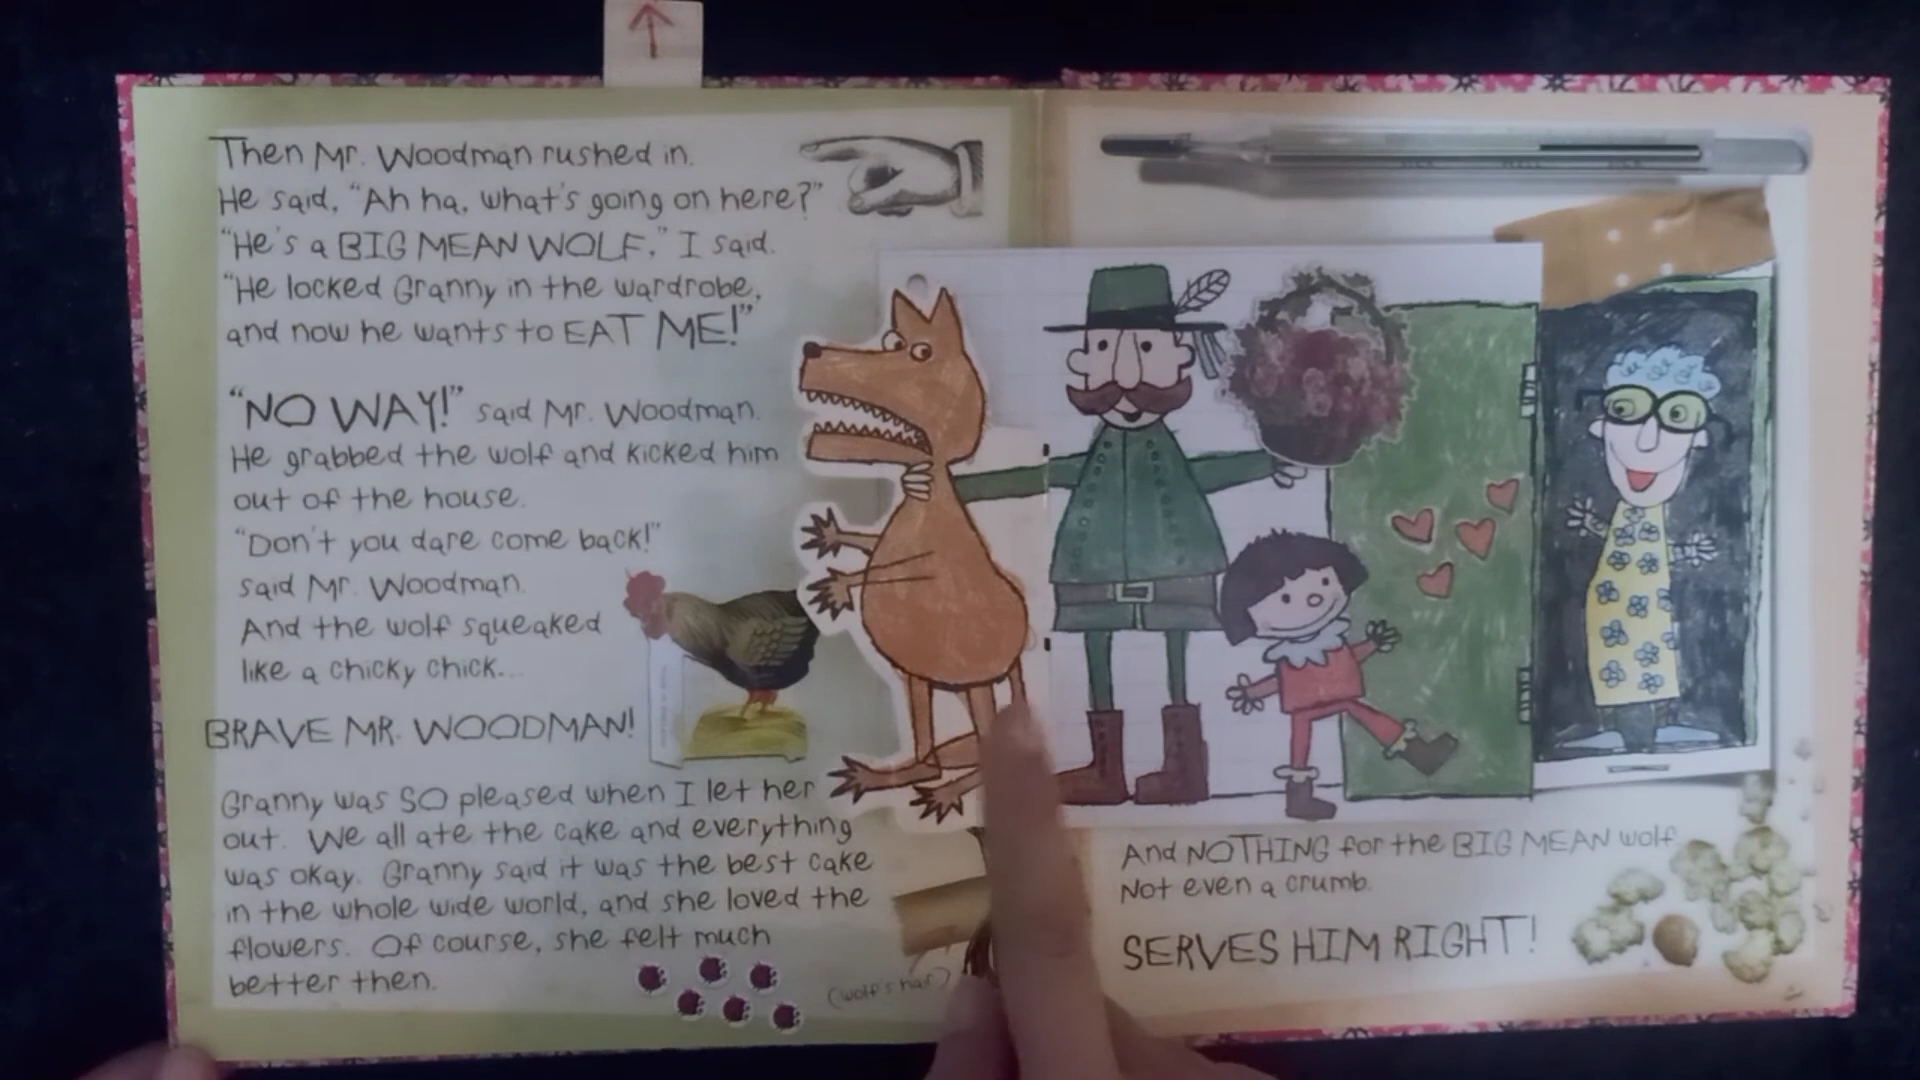 Then Mr. Woodman rushed in.
He said, "Ah ha, what's going on here?"
"He's a BIG MEAN WOLF," I said.
"He locked Granny in the wardrobe,
and now he wants to EAT ME!"
"NO WAY!" said Mr. Woodman.
He grabbed the wolf and kicked him
out of the house.
"Don't you dare come back!"
said Mr. Woodman.
And the wolf squeaked
like a chicky chick...
BRAVE MR. WOODMAN!
Granny was SO pleased when I let her
out. We all ate the cake and everything
was okay. Granny said it was the best cake
in the whole wide world, and she loved the
flowers. Of course, she felt much
better then.
(wolf's hair)
And NOTHING for the BIG MEAN wolf.
Not even a crumb.
SERVES HIM RIGHT!